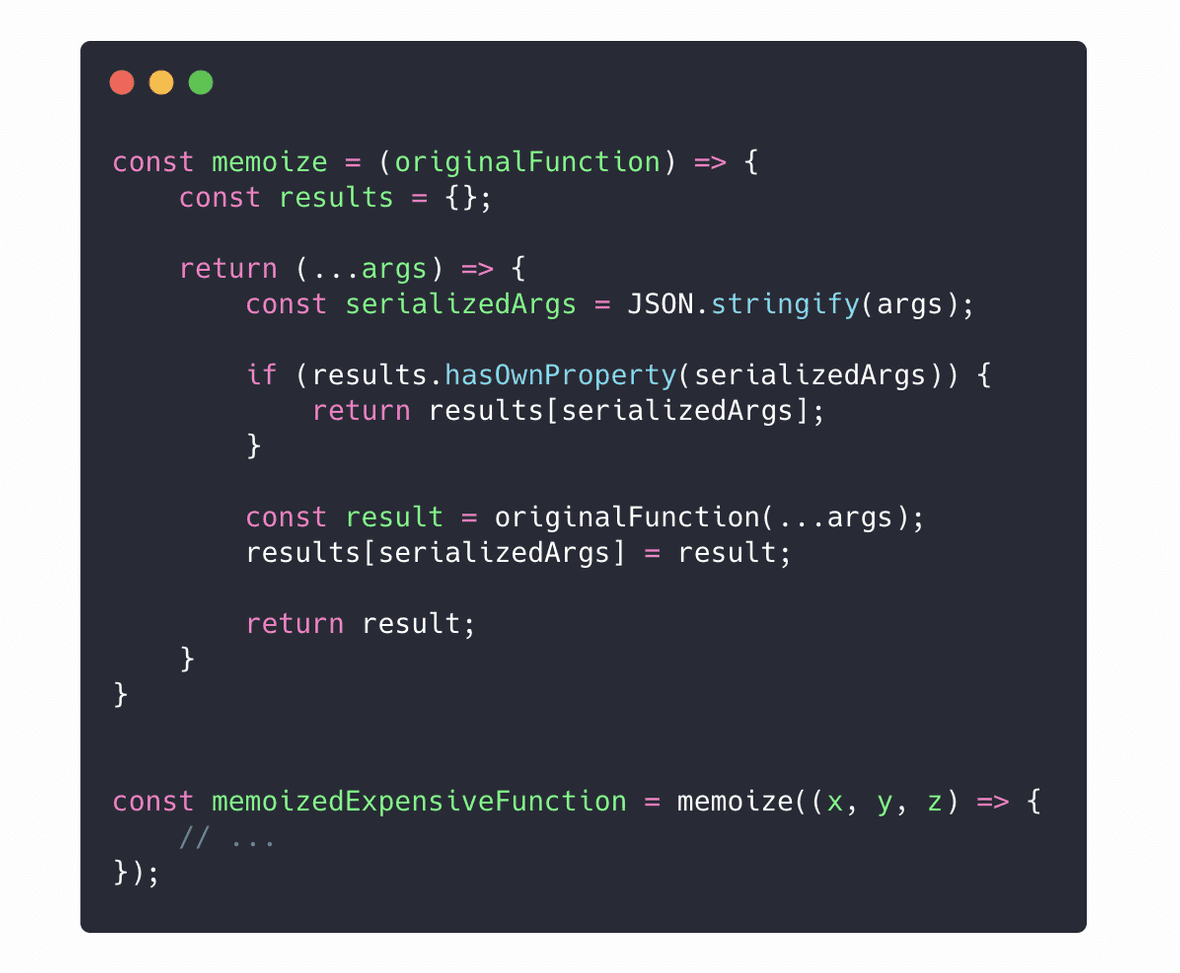 const memoize = (originalFunction) => {
    const results = {};

    return (...args) => {
        const serializedArgs = JSON.stringify(args);

        if (results.hasOwnProperty(serializedArgs)) {
            return results[serializedArgs];
        }

        const result = originalFunction(...args);
        results[serializedArgs] = result;

        return result;
    }
}


const memoizedExpensiveFunction = memoize((x, y, z) => {
    // ...
});